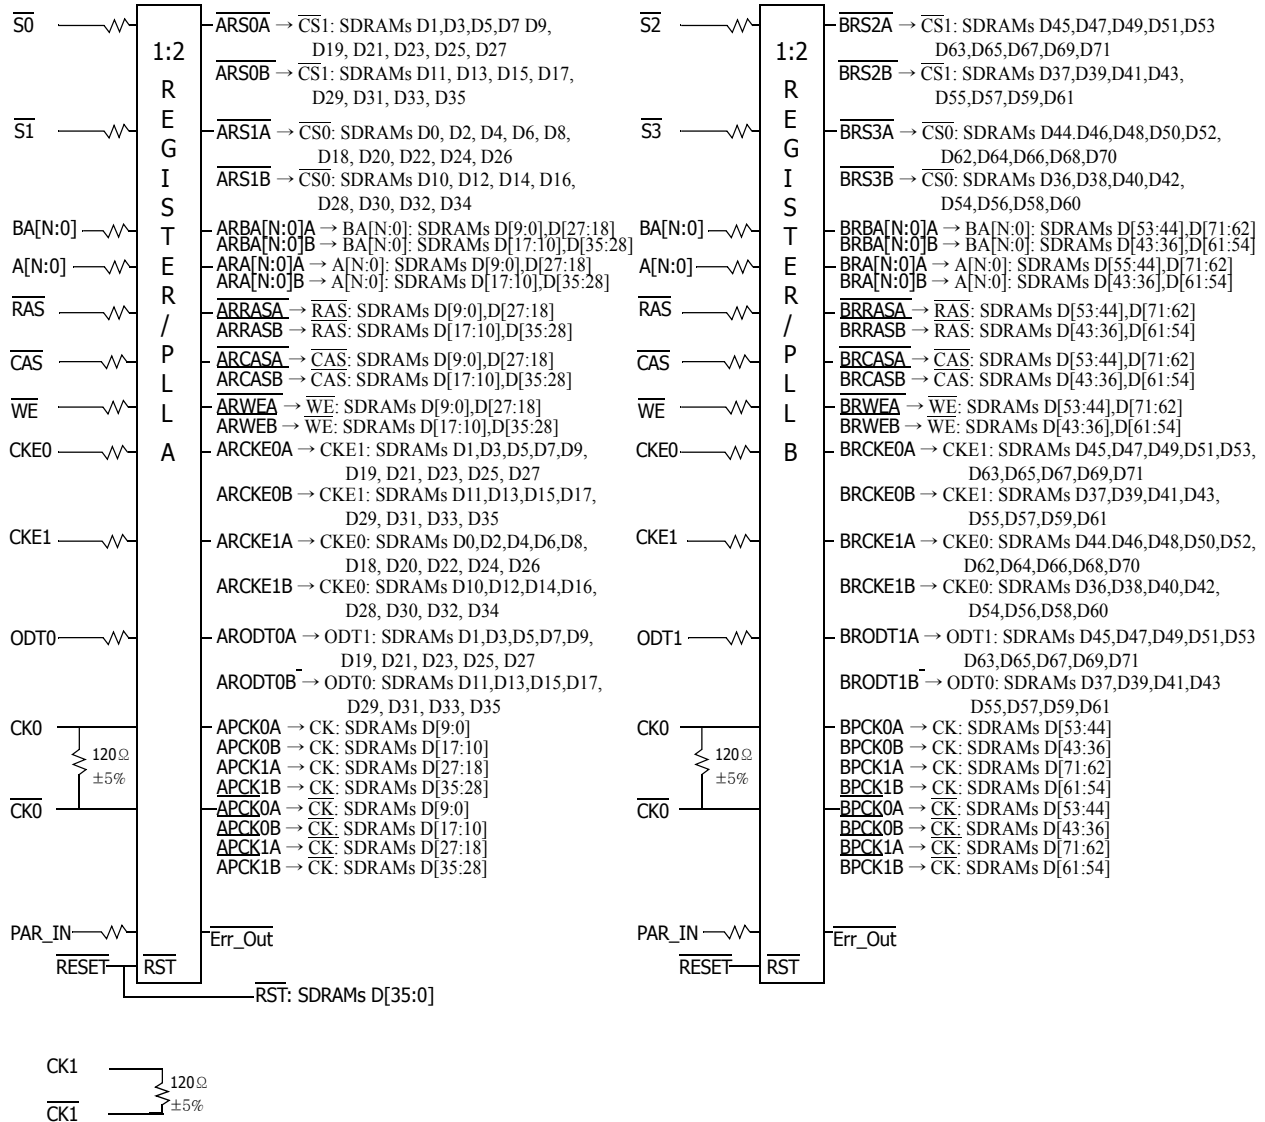 S0
1:2
REGISTER/PLL A
ARS0A → CS1: SDRAMs D1,D3,D5,D7 D9,
D19, D21, D23, D25, D27
ARS0B → CS1: SDRAMs D11, D13, D15, D17,
D29, D31, D33, D35
S1
ARS1A → CS0: SDRAMs D0, D2, D4, D6, D8,
D18, D20, D22, D24, D26
ARS1B → CS0: SDRAMs D10, D12, D14, D16,
D28, D30, D32, D34
BA[N:0]
ARBA[N:0]A → BA[N:0]: SDRAMs D[9:0],D[27:18]
ARBA[N:0]B → BA[N:0]: SDRAMs D[17:10],D[35:28]
A[N:0]
ARA[N:0]A → A[N:0]: SDRAMs D[9:0],D[27:18]
ARA[N:0]B → A[N:0]: SDRAMs D[17:10],D[35:28]
RAS
ARRASA → RAS: SDRAMs D[9:0],D[27:18]
ARRASB → RAS: SDRAMs D[17:10],D[35:28]
CAS
ARCASA → CAS: SDRAMs D[9:0],D[27:18]
ARCASB → CAS: SDRAMs D[17:10],D[35:28]
WE
ARWEA → WE: SDRAMs D[9:0],D[27:18]
ARWEB → WE: SDRAMs D[17:10],D[35:28]
CKE0
ARCKE0A → CKE1: SDRAMs D1,D3,D5,D7,D9,
D19, D21, D23, D25, D27
ARCKE0B → CKE1: SDRAMs D11,D13,D15,D17,
D29, D31, D33, D35
CKE1
ARCKE1A → CKE0: SDRAMs D0,D2,D4,D6,D8,
D18, D20, D22, D24, D26
ARCKE1B → CKE0: SDRAMs D10,D12,D14,D16,
D28, D30, D32, D34
ODT0
ARODT0A → ODT1: SDRAMs D1,D3,D5,D7,D9,
D19, D21, D23, D25, D27
ARODT0B → ODT0: SDRAMs D11,D13,D15,D17,
D29, D31, D33, D35
CK0
120Ω
±5%
CK0
APCK0A → CK: SDRAMs D[9:0]
APCK0B → CK: SDRAMs D[17:10]
APCK1A → CK: SDRAMs D[27:18]
APCK1B → CK: SDRAMs D[35:28]
APCK0A → CK: SDRAMs D[9:0]
APCK0B → CK: SDRAMs D[17:10]
APCK1A → CK: SDRAMs D[27:18]
APCK1B → CK: SDRAMs D[35:28]
PAR_IN
Err_Out
RESET
RST
RST: SDRAMs D[35:0]
CK1
120Ω
±5%
CK1
S2
1:2
REGISTER/PLL B
BRS2A → CS1: SDRAMs D45,D47,D49,D51,D53
D63,D65,D67,D69,D71
BRS2B → CS1: SDRAMs D37,D39,D41,D43,
D55,D57,D59,D61
S3
BRS3A → CS0: SDRAMs D44.D46,D48,D50,D52,
D62,D64,D66,D68,D70
BRS3B → CS0: SDRAMs D36,D38,D40,D42,
D54,D56,D58,D60
BA[N:0]
BRBA[N:0]A → BA[N:0]: SDRAMs D[53:44],D[71:62]
BRBA[N:0]B → BA[N:0]: SDRAMs D[43:36],D[61:54]
A[N:0]
BRA[N:0]A → A[N:0]: SDRAMs D[55:44],D[71:62]
BRA[N:0]B → A[N:0]: SDRAMs D[43:36],D[61:54]
RAS
BRRASA → RAS: SDRAMs D[53:44],D[71:62]
BRRASB → RAS: SDRAMs D[43:36],D[61:54]
CAS
BRCASA → CAS: SDRAMs D[53:44],D[71:62]
BRCASB → CAS: SDRAMs D[43:36],D[61:54]
WE
BRWEA → WE: SDRAMs D[53:44],D[71:62]
BRWEB → WE: SDRAMs D[43:36],D[61:54]
CKE0
BRCKE0A → CKE1: SDRAMs D45,D47,D49,D51,D53,
D63,D65,D67,D69,D71
BRCKE0B → CKE1: SDRAMs D37,D39,D41,D43,
D55,D57,D59,D61
CKE1
BRCKE1A → CKE0: SDRAMs D44.D46,D48,D50,D52,
D62,D64,D66,D68,D70
BRCKE1B → CKE0: SDRAMs D36,D38,D40,D42,
D54,D56,D58,D60
ODT1
BRODT1A → ODT1: SDRAMs D45,D47,D49,D51,D53
D63,D65,D67,D69,D71
BRODT1B → ODT0: SDRAMs D37,D39,D41,D43
D55,D57,D59,D61
CK0
120Ω
±5%
CK0
BPCK0A → CK: SDRAMs D[53:44]
BPCK0B → CK: SDRAMs D[43:36]
BPCK1A → CK: SDRAMs D[71:62]
BPCK1B → CK: SDRAMs D[61:54]
BPCK0A → CK: SDRAMs D[53:44]
BPCK0B → CK: SDRAMs D[43:36]
BPCK1A → CK: SDRAMs D[71:62]
BPCK1B → CK: SDRAMs D[61:54]
PAR_IN
Err_Out
RESET
RST